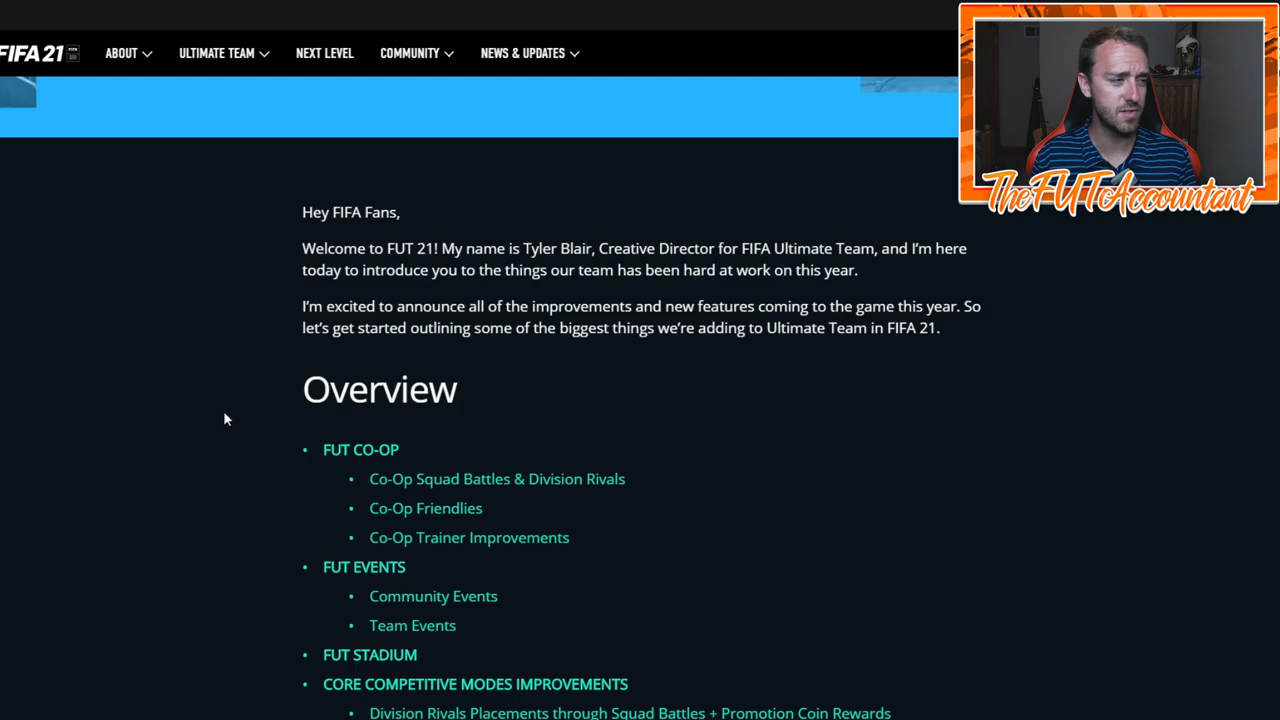 FIFA 21
ABOUT
ULTIMATE TEAM
NEXT LEVEL
COMMUNITY
NEWS & UPDATES
TheFUTAccountant
Hey FIFA Fans,
Welcome to FUT 21! My name is Tyler Blair, Creative Director for FIFA Ultimate Team, and I'm here
today to introduce you to the things our team has been hard at work on this year.
I'm excited to announce all of the improvements and new features coming to the game this year. So
let's get started outlining some of the biggest things we're adding to Ultimate Team in FIFA 21.
Overview
• FUT CO-OP
• Co-Op Squad Battles & Division Rivals
• Co-Op Friendlies
• Co-Op Trainer Improvements
• FUT EVENTS
• Community Events
• Team Events
• FUT STADIUM
• CORE COMPETITIVE MODES IMPROVEMENTS
• Division Rivals Placements through Squad Battles + Promotion Coin Rewards